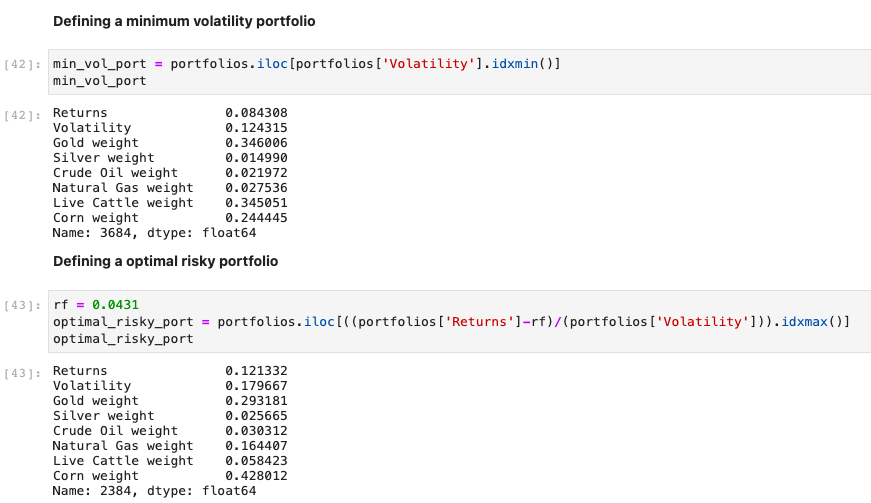 Defining a minimum volatility portfolio
[42]: min_vol_port = portfolios.iloc[portfolios['Volatility'].idxmin()]
min_vol_port
[42]: Returns 0.084308
Volatility 0.124315
Gold weight 0.346006
Silver weight 0.014990
Crude Oil weight 0.021972
Natural Gas weight 0.027536
Live Cattle weight 0.345051
Corn weight 0.244445
Name: 3684, dtype: float64
Defining a optimal risky portfolio
[43]: rf = 0.0431
optimal_risky_port = portfolios.iloc[((portfolios['Returns']-rf)/(portfolios['Volatility'])).idxmax()]
optimal_risky_port
[43]: Returns 0.121332
Volatility 0.179667
Gold weight 0.293181
Silver weight 0.025665
Crude Oil weight 0.030312
Natural Gas weight 0.164407
Live Cattle weight 0.058423
Corn weight 0.428012
Name: 2384, dtype: float64